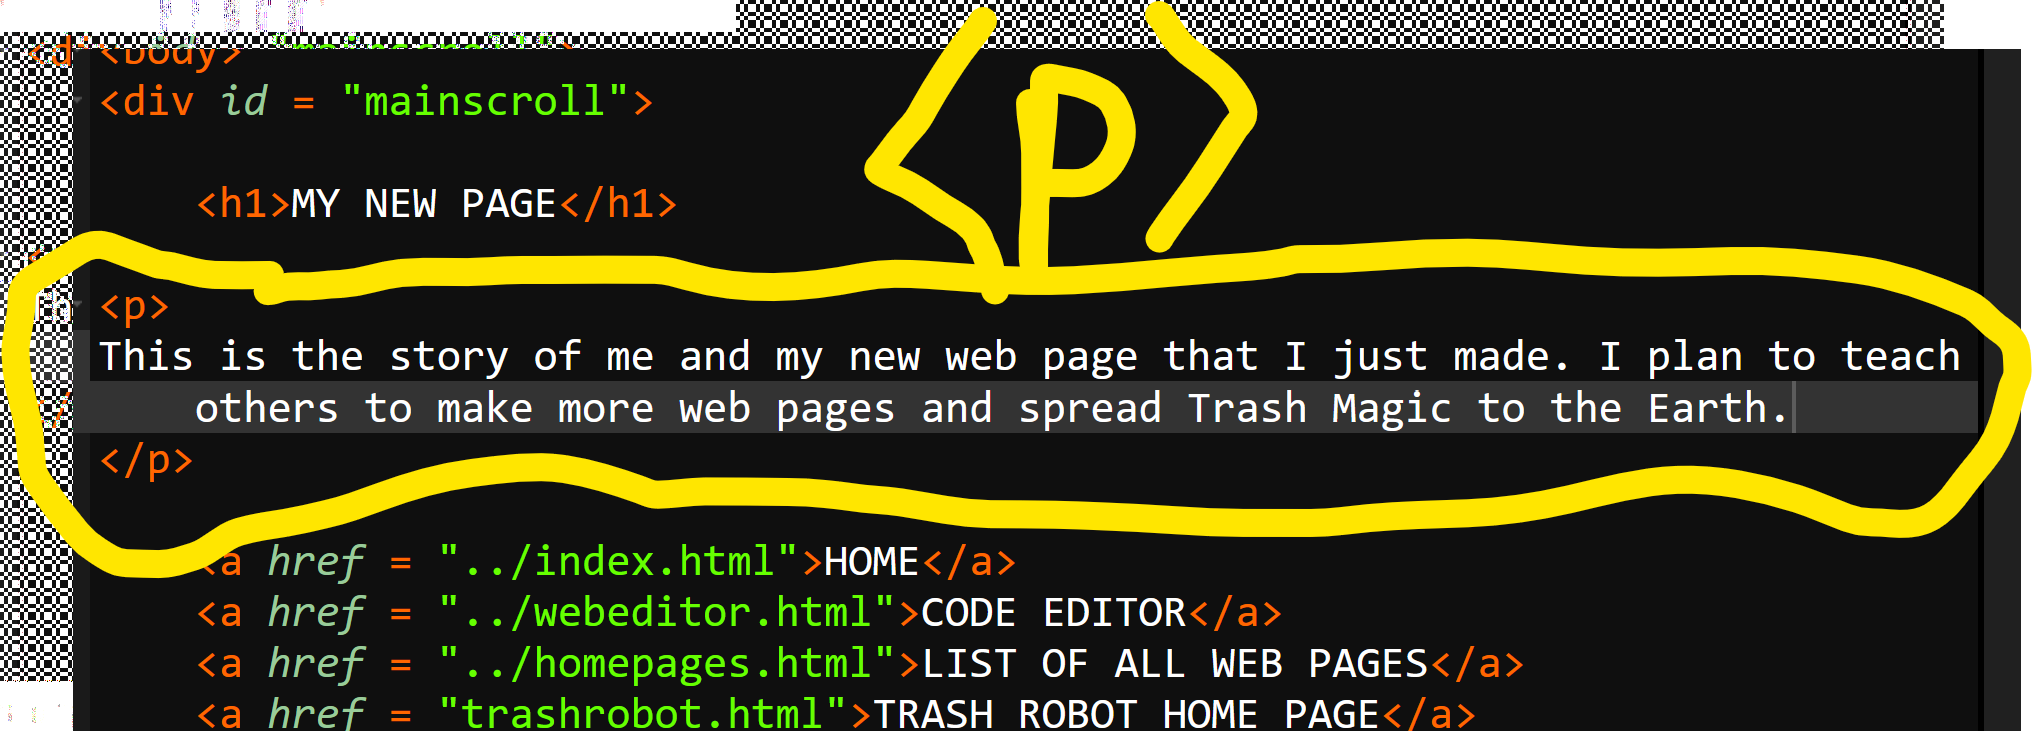 <body>
<div id = "mainscroll">
<p>
<h1>MY NEW PAGE</h1>
<p>
This is the story of me and my new web page that I just made. I plan to teach
others to make more web pages and spread Trash Magic to the Earth.
</p>
<a href = "../index.html">HOME</a>
<a href = "../webeditor.html">CODE EDITOR</a>
<a href = "../homepages.html">LIST OF ALL WEB PAGES</a>
<a href = "trashrobot.html">TRASH ROBOT HOME PAGE</a>